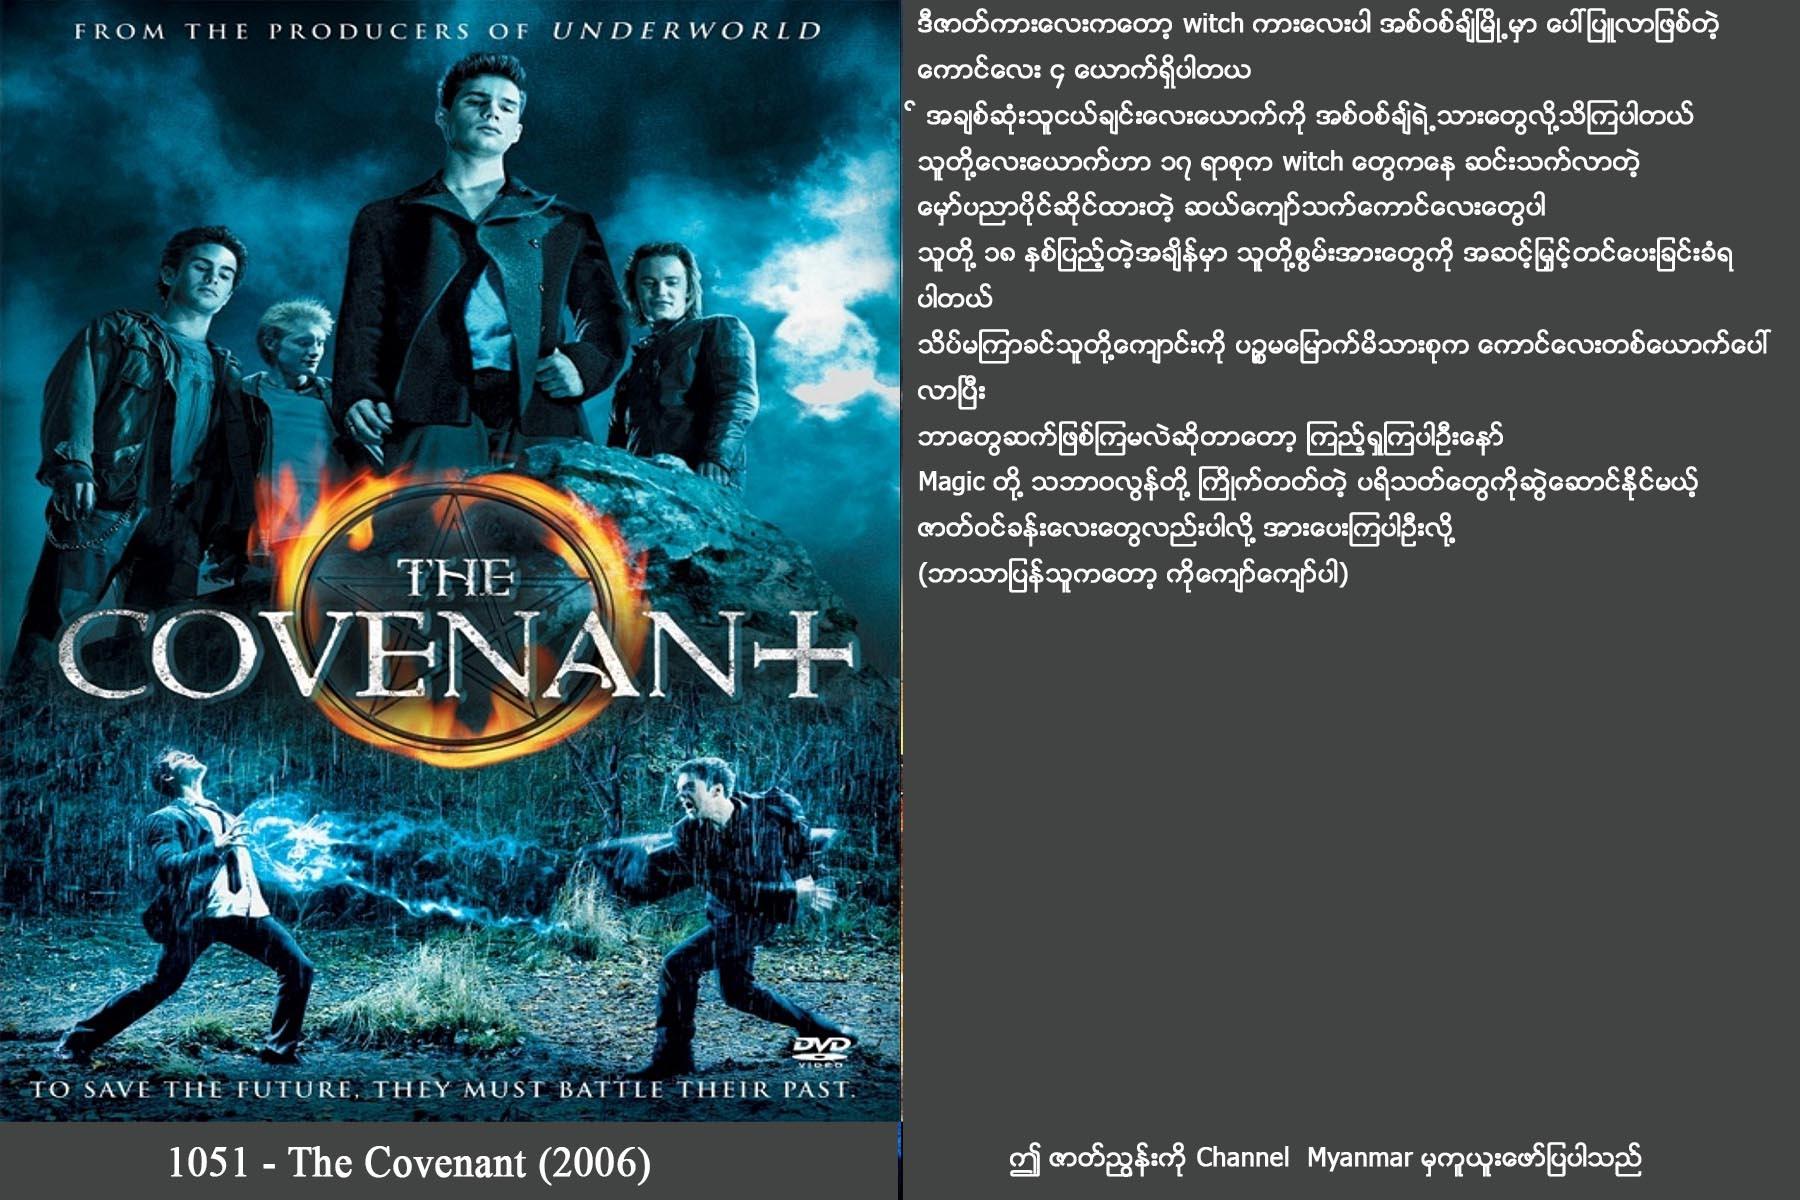 FROM THE PRODUCERS OF UNDERWORLD
THE
COVENANT
DVD
VIDEO
TO SAVE THE FUTURE, THEY MUST BATTLE THEIR PAST.
1051 - The Covenant (2006)
ဒီဇာတ်ကားလေးကတော့ witch ကားလေးပါ အစ်ဝစ်ချ်မြို့မှာ ပေါ်ပြူလာဖြစ်တဲ့
ကောင်လေး ၄ ယောက်ရှိပါတယ
် အချစ်ဆုံးသူငယ်ချင်းလေးယောက်ကို အစ်ဝစ်ချ်ရဲ့သားတွေလို့သိကြပါတယ်
သူတို့လေးယောက်ဟာ ၁၇ ရာစုက witch တွေကနေ ဆင်းသက်လာတဲ့
မှော်ပညာပိုင်ဆိုင်ထားတဲ့ ဆယ်ကျော်သက်ကောင်လေးတွေပါ
သူတို့ ၁၈ နှစ်ပြည့်တဲ့အချိန်မှာ သူတို့စွမ်းအားတွေကို အဆင့်မြှင့်တင်ပေးခြင်းခံရ
ပါတယ်
သိပ်မကြာခင်သူတို့ကျောင်းကို ပဉ္စမမြောက်မိသားစုက ကောင်လေးတစ်ယောက်ပေါ်
လာပြီး
ဘာတွေဆက်ဖြစ်ကြမလဲဆိုတာတော့ ကြည့်ရှုကြပါဦးနော်
Magic တို့ သဘာဝလွန်တို့ ကြိုက်တတ်တဲ့ ပရိသတ်တွေကိုဆွဲဆောင်နိုင်မယ့်
ဇာတ်ဝင်ခန်းလေးတွေလည်းပါလို့ အားပေးကြပါဦးလို့
(ဘာသာပြန်သူကတော့ ကိုကျော်ကျော်ပါ)
ဤ ဇာတ်ညွှန်းကို Channel Myanmar မှကူယူးဖော်ပြပါသည်